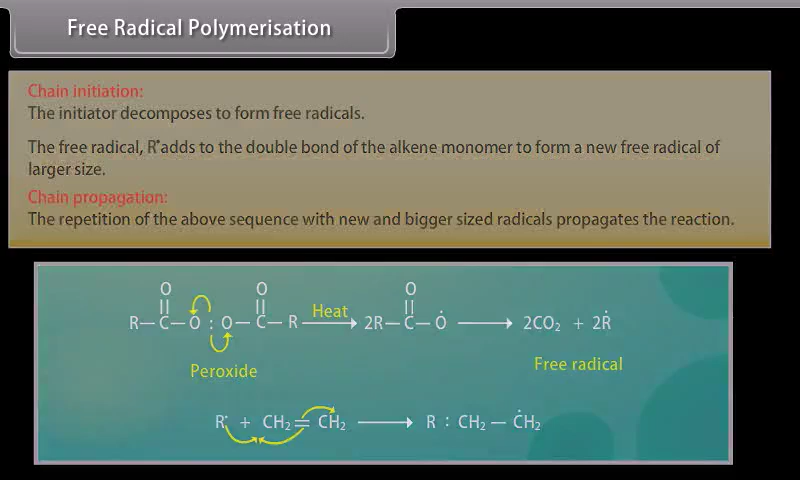 Free Radical Polymerisation
Chain initiation:
The initiator decomposes to form free radicals.
The free radical, R• adds to the double bond of the alkene monomer to form a new free radical of
larger size.
Chain propagation:
The repetition of the above sequence with new and bigger sized radicals propagates the reaction.
O O O
|| || ||
R — C — O : O — C — R Heat → 2R — C — Ȯ → 2CO₂ + 2Ṙ
Peroxide Free radical
R• + CH₂ = CH₂ → R : CH₂ — ĊH₂